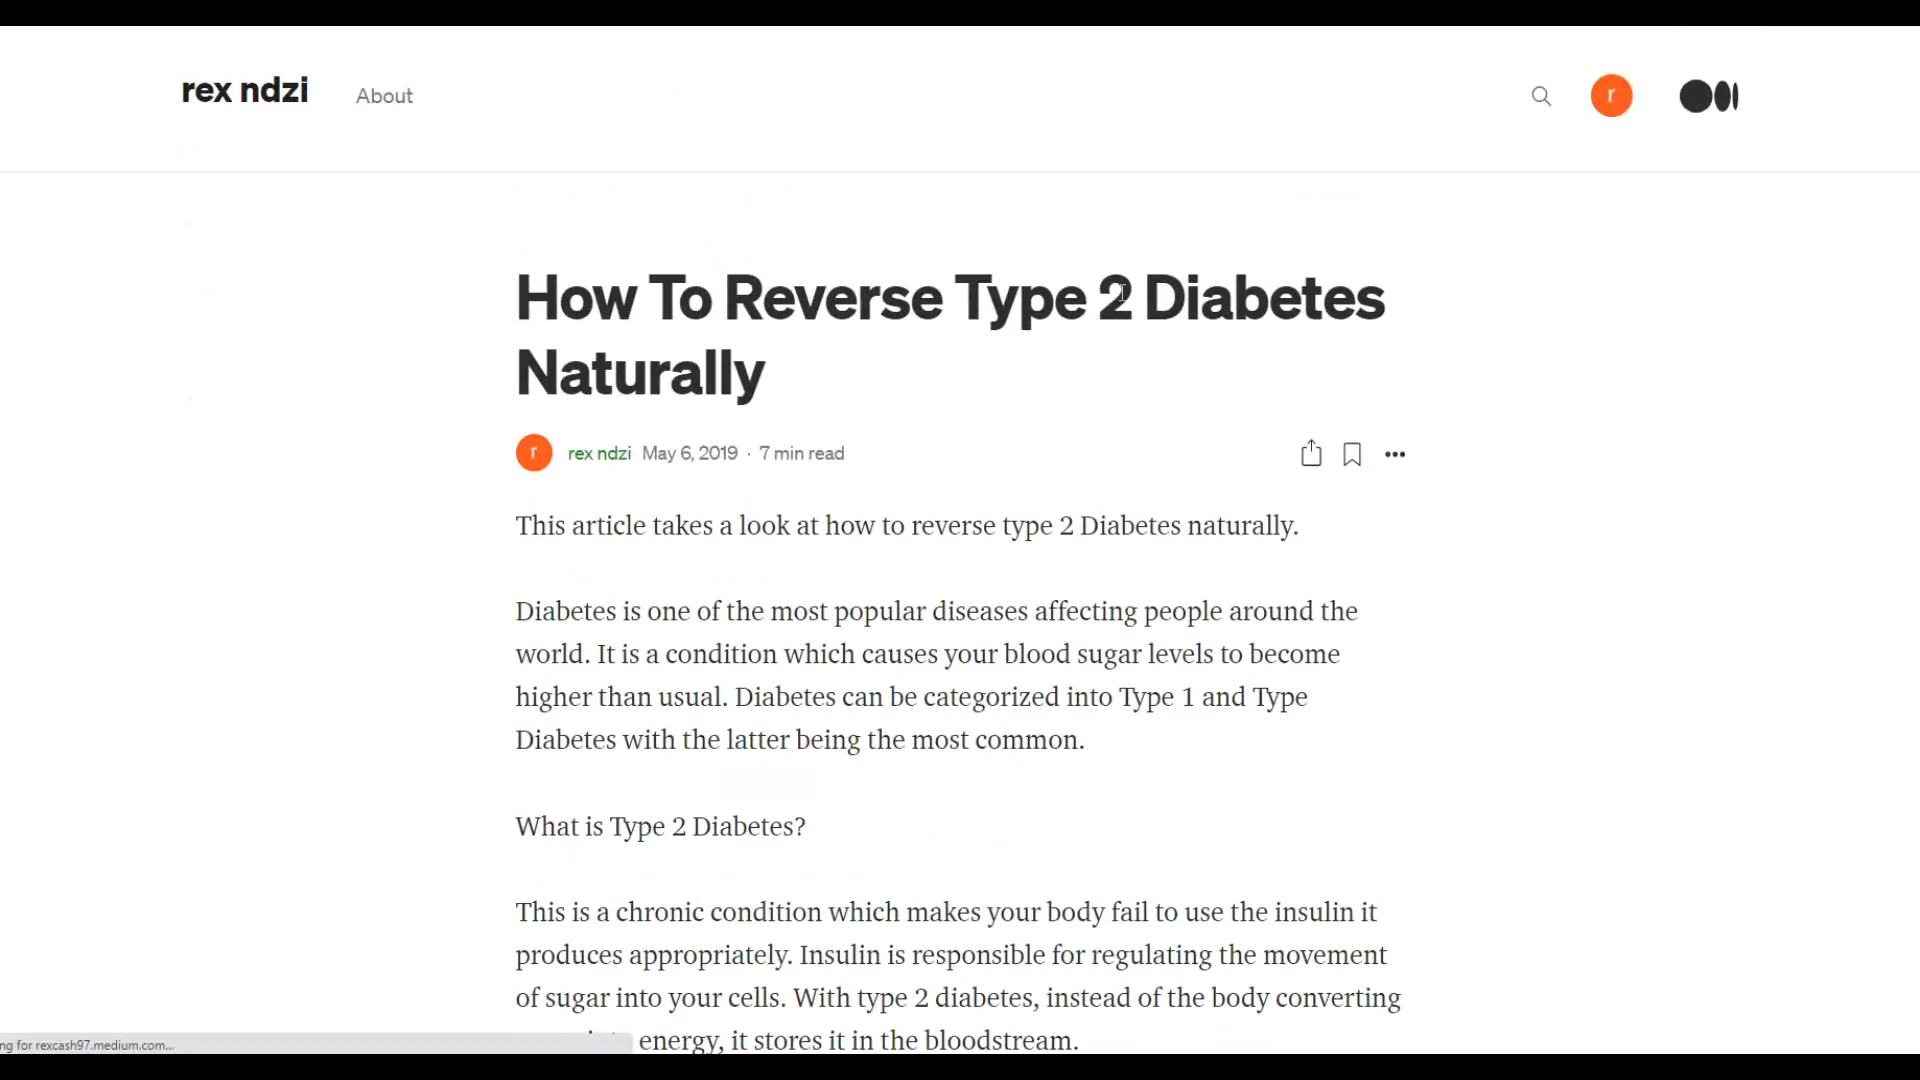 rex ndzi About
r
How To Reverse Type 2 Diabetes
Naturally
r rex ndzi May 6, 2019 · 7 min read
This article takes a look at how to reverse type 2 Diabetes naturally.
Diabetes is one of the most popular diseases affecting people around the
world. It is a condition which causes your blood sugar levels to become
higher than usual. Diabetes can be categorized into Type 1 and Type
Diabetes with the latter being the most common.
What is Type 2 Diabetes?
This is a chronic condition which makes your body fail to use the insulin it
produces appropriately. Insulin is responsible for regulating the movement
of sugar into your cells. With type 2 diabetes, instead of the body converting
energy, it stores it in the bloodstream.
ng for rexcash97.medium.com...